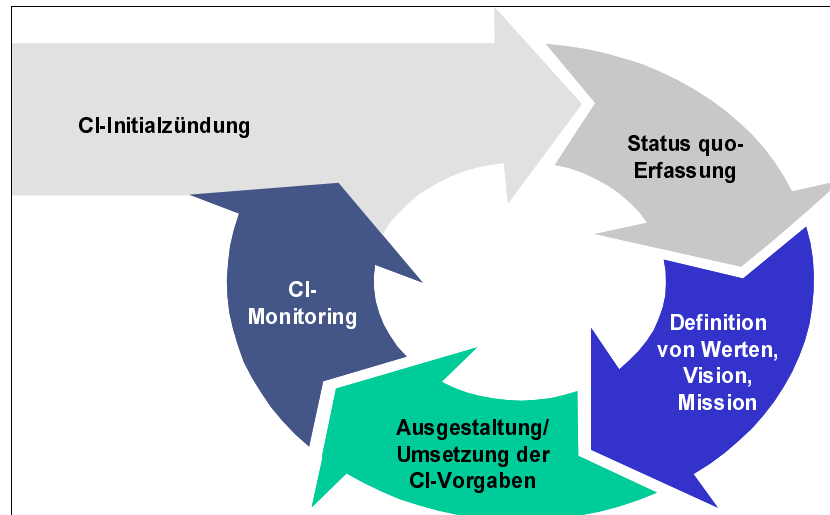 CI-Initialzündung
Status quo-
Erfassung
Definition
von Werten,
Vision,
Mission
Ausgestaltung/
Umsetzung der
CI-Vorgaben
CI-
Monitoring